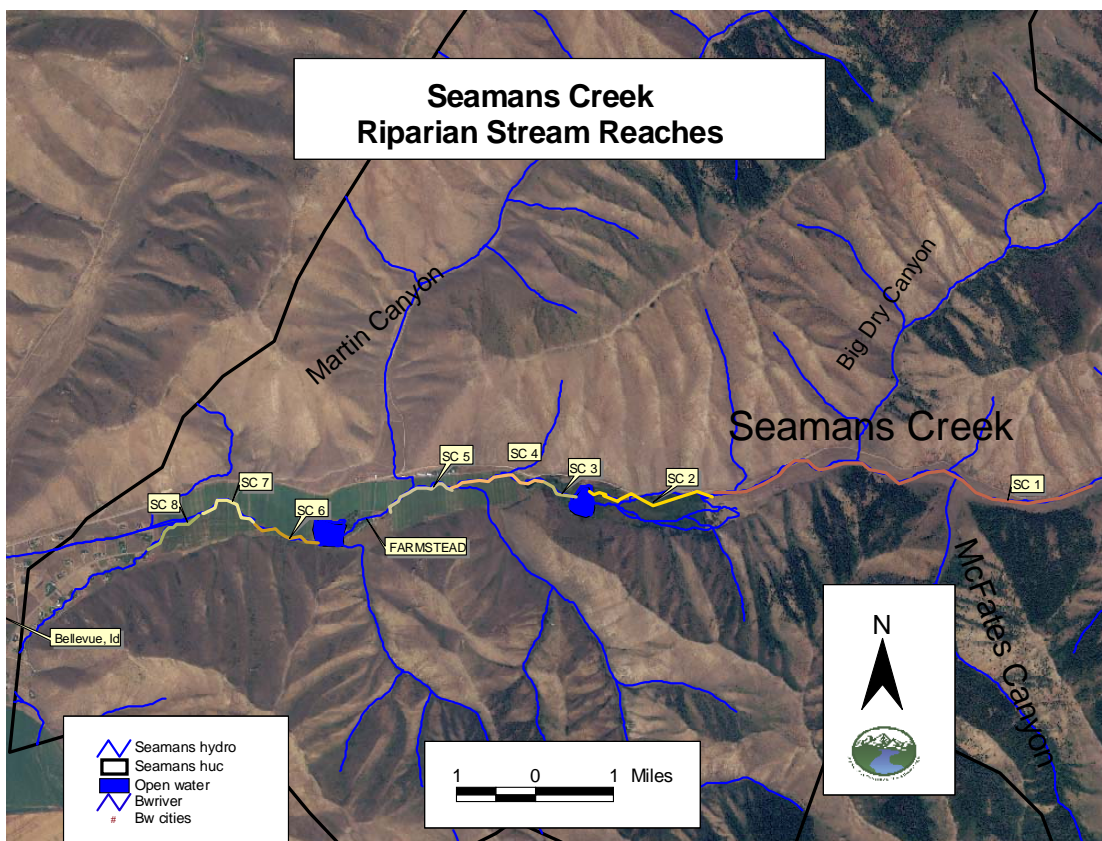 Seamans Creek
Riparian Stream Reaches
Martin Canyon
Big Dry Canyon
Seamans Creek
SC 5
SC 4
SC 3
SC 2
SC 1
SC 7
SC 8
SC 6
FARMSTEAD
McFates Canyon
Bellevue, Id
N
Seamans hydro
Seamans huc
Open water
Bwriver
# Bw cities
1 0 1 Miles